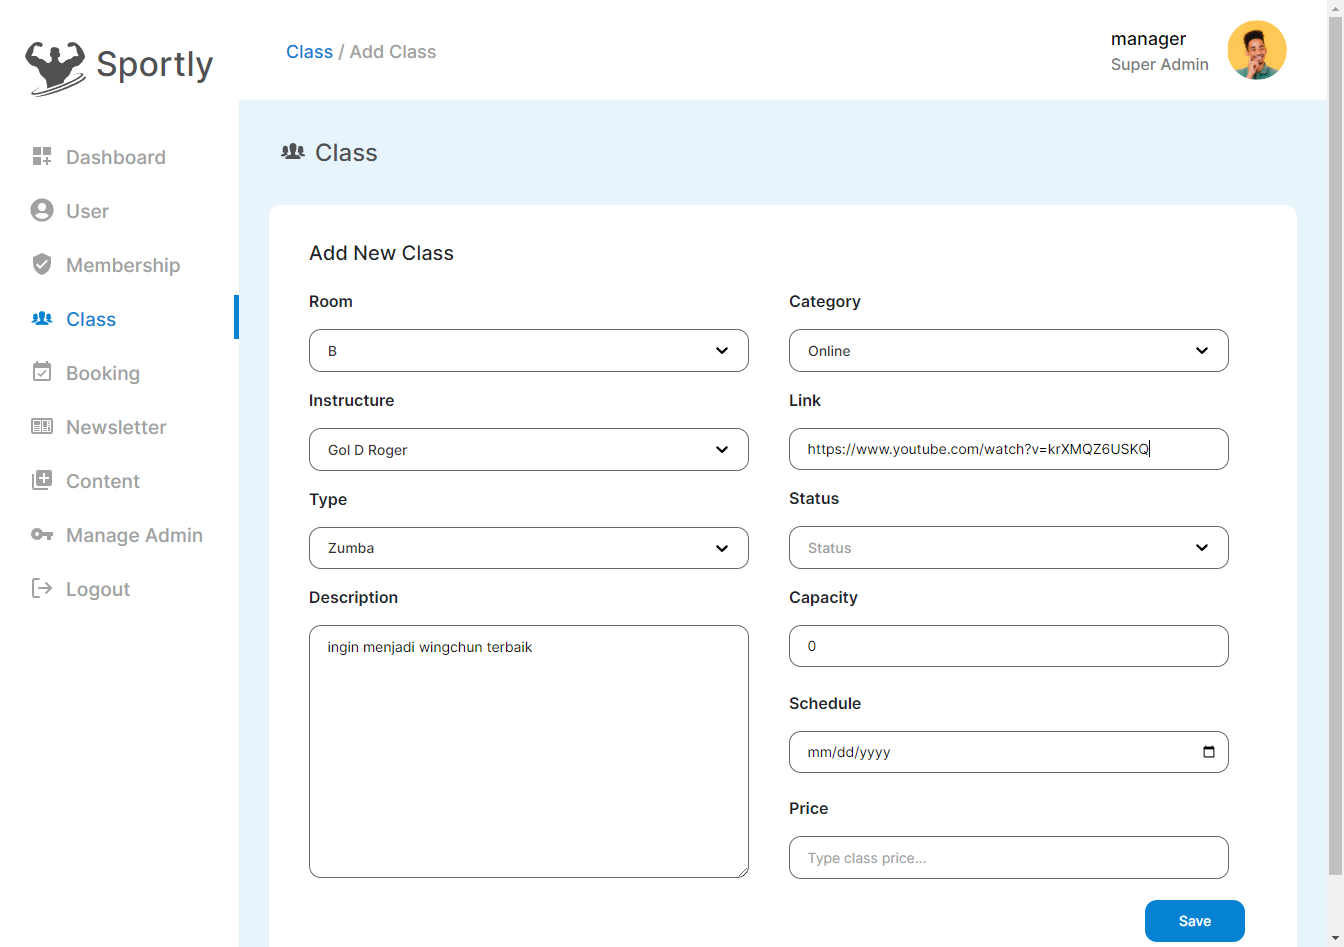 Sportly
Class / Add Class
manager
Super Admin
Dashboard
User
Membership
Class
Booking
Newsletter
Content
Manage Admin
Logout
Class
Add New Class
Room
B
Instructure
Gol D Roger
Type
Zumba
Description
ingin menjadi wingchun terbaik
Category
Online
Link
https://www.youtube.com/watch?v=krXMQZ6USKQ
Status
Status
Capacity
0
Schedule
mm/dd/yyyy
Price
Type class price...
Save